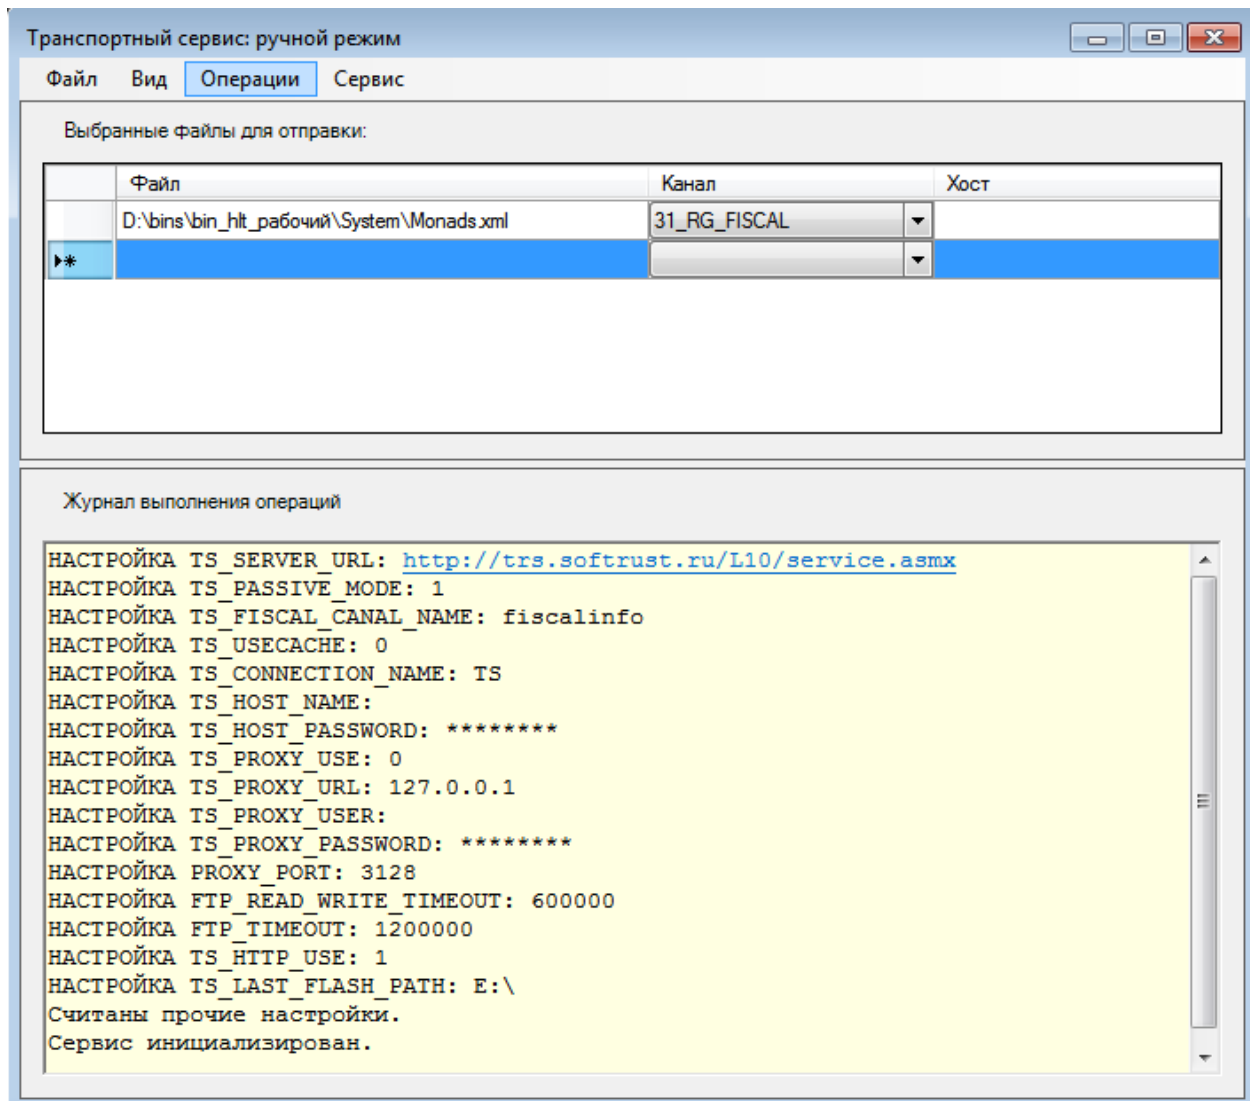 Транспортный сервис: ручной режим
Файл Вид Операции Сервис
Выбранные файлы для отправки:
Файл Канал Хост
D:\bins\bin_hlt_рабочий\System\Monads.xml 31_RG_FISCAL
Журнал выполнения операций
НАСТРОЙКА TS_SERVER_URL: http://trs.softrust.ru/L10/service.asmx
НАСТРОЙКА TS_PASSIVE_MODE: 1
НАСТРОЙКА TS_FISCAL_CANAL_NAME: fiscalinfo
НАСТРОЙКА TS_USECACHE: 0
НАСТРОЙКА TS_CONNECTION_NAME: TS
НАСТРОЙКА TS_HOST_NAME:
НАСТРОЙКА TS_HOST_PASSWORD: ********
НАСТРОЙКА TS_PROXY_USE: 0
НАСТРОЙКА TS_PROXY_URL: 127.0.0.1
НАСТРОЙКА TS_PROXY_USER:
НАСТРОЙКА TS_PROXY_PASSWORD: ********
НАСТРОЙКА PROXY_PORT: 3128
НАСТРОЙКА FTP_READ_WRITE_TIMEOUT: 600000
НАСТРОЙКА FTP_TIMEOUT: 1200000
НАСТРОЙКА TS_HTTP_USE: 1
НАСТРОЙКА TS_LAST_FLASH_PATH: E:\
Считаны прочие настройки.
Сервис инициализирован.